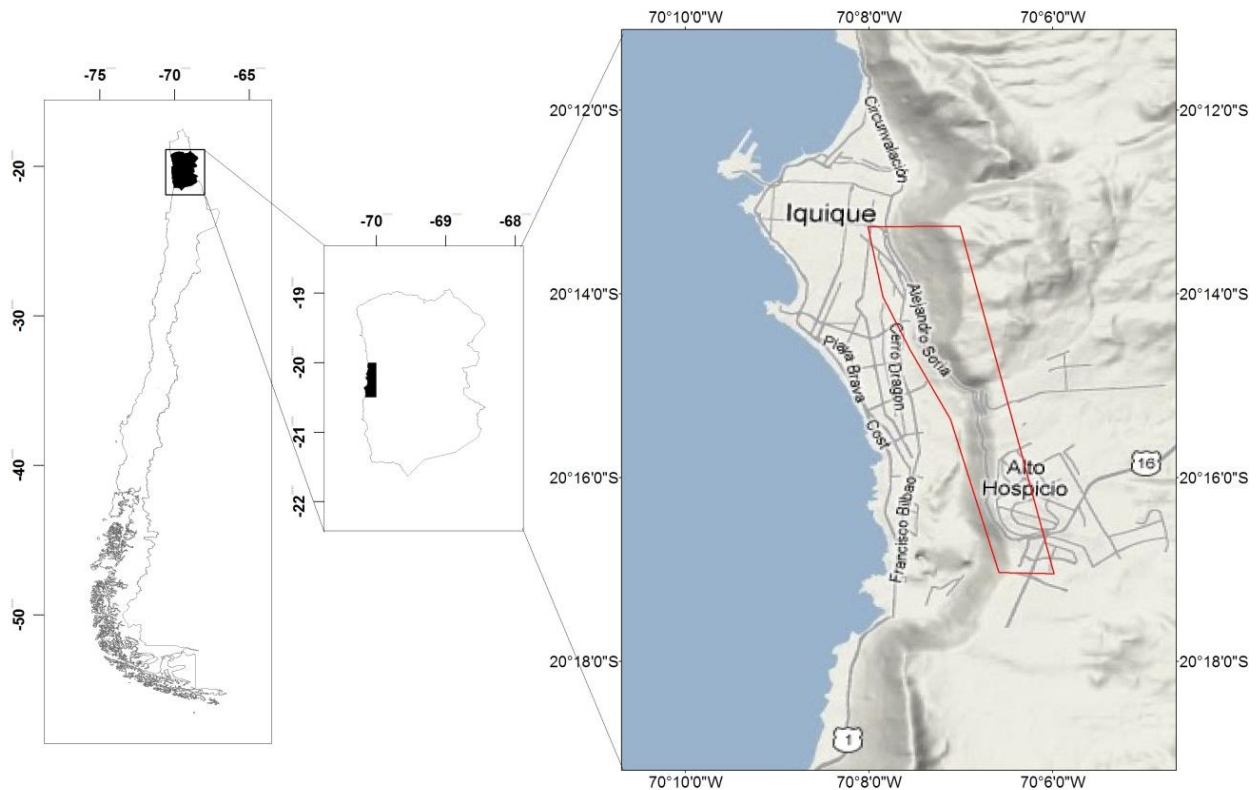 -75 -70 -65
-20
-30
-40
-50
-70 -69 -68
-19
-20
-21
-22
70°10'0"W 70°8'0"W 70°6'0"W
20°12'0"S
20°14'0"S
20°16'0"S
20°18'0"S
20°12'0"S
20°14'0"S
20°16'0"S
20°18'0"S
Circunvalación
Iquique
Alejandro Soria
Cerro Dragon
Playa Brava
Cost
Alto
Hospicio
16
Francisco Bilbao
1
70°10'0"W 70°8'0"W 70°6'0"W